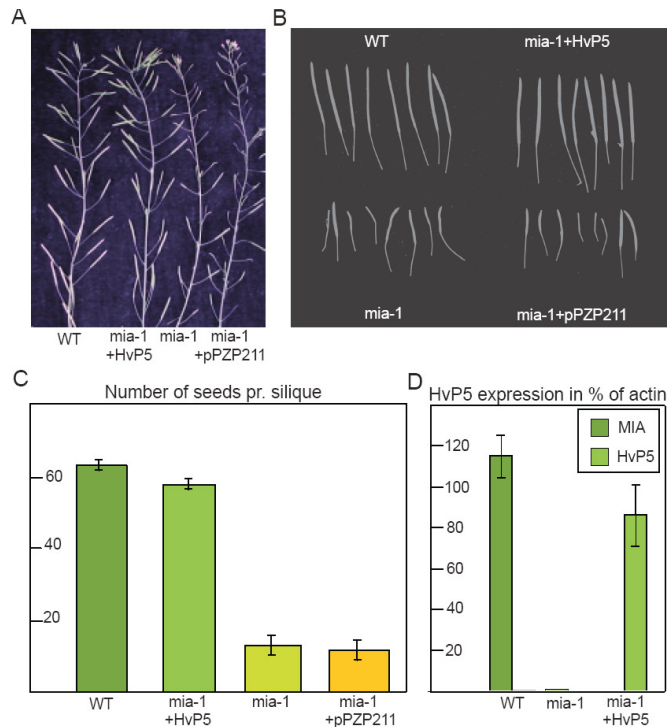 A
WT
mia-1
+HvP5
mia-1
mia-1
+pPZP211
B
WT
mia-1+HvP5
mia-1
mia-1+pPZP211
C
Number of seeds pr. silique
60
40
20
WT
mia-1
+HvP5
mia-1
mia-1
+pPZP211
D
HvP5 expression in % of actin
MIA
HvP5
120
100
80
60
40
20
WT
mia-1
mia-1
+HvP5